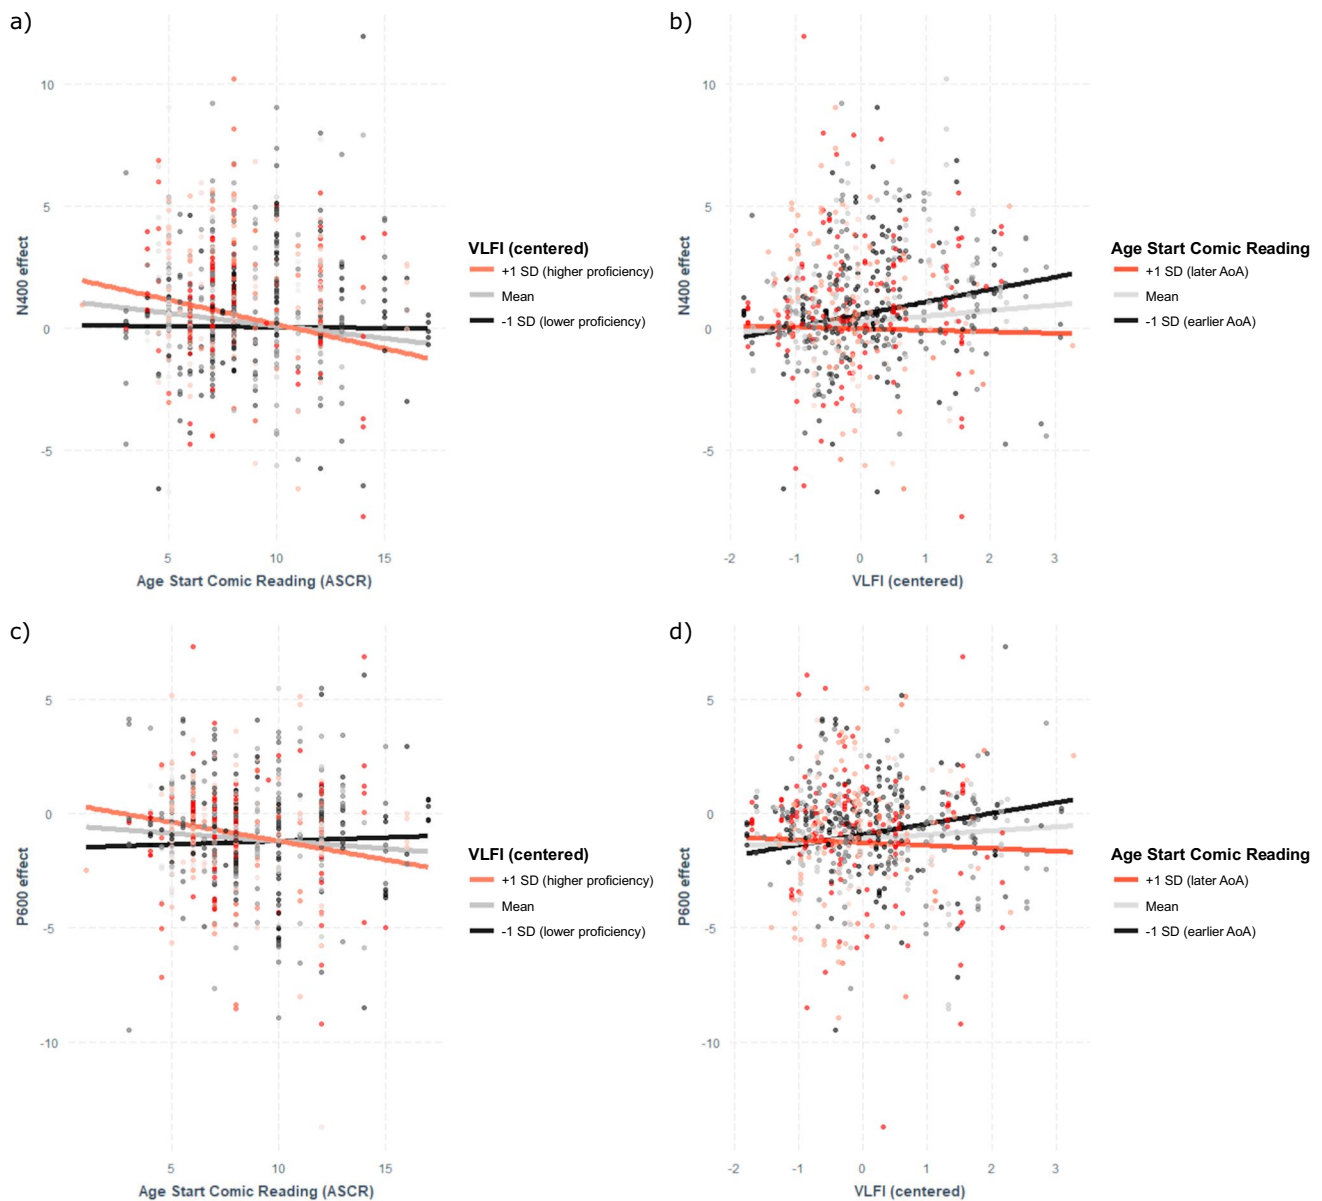 a)
N400 effect
10
5
0
-5
5
10
15
Age Start Comic Reading (ASCR)
VLFI (centered)
+1 SD (higher proficiency)
Mean
-1 SD (lower proficiency)
b)
N400 effect
10
5
0
-5
-2
-1
0
1
2
3
VLFI (centered)
Age Start Comic Reading
+1 SD (later AoA)
Mean
-1 SD (earlier AoA)
c)
P600 effect
5
0
-5
-10
5
10
15
Age Start Comic Reading (ASCR)
VLFI (centered)
+1 SD (higher proficiency)
Mean
-1 SD (lower proficiency)
d)
P600 effect
5
0
-5
-10
-2
-1
0
1
2
3
VLFI (centered)
Age Start Comic Reading
+1 SD (later AoA)
Mean
-1 SD (earlier AoA)